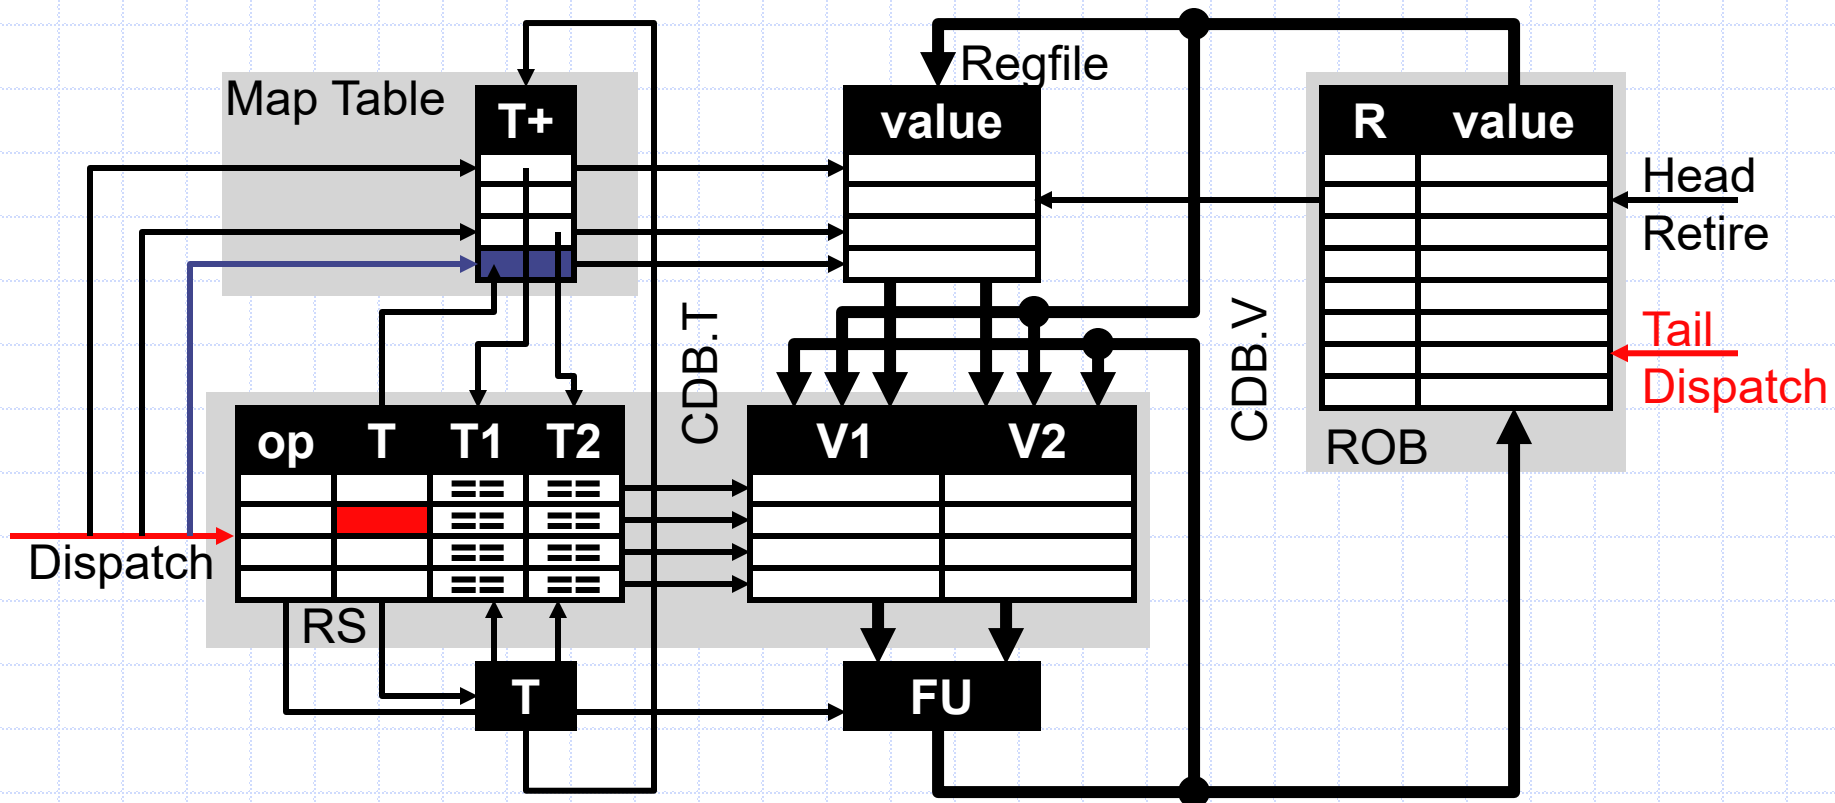 Regfile
Map Table
T+
value
R value
Head
Retire
CDB.T
CDB.V
Tail
Dispatch
op T T1 T2
V1 V2
ROB
== ==
== ==
== ==
== ==
Dispatch
RS
T
FU